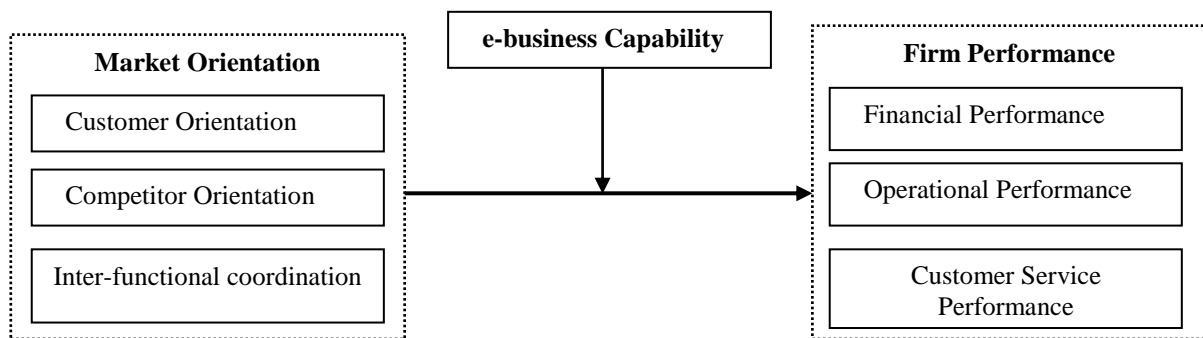 e-business Capability
Market Orientation
Customer Orientation
Competitor Orientation
Inter-functional coordination
Firm Performance
Financial Performance
Operational Performance
Customer Service
Performance